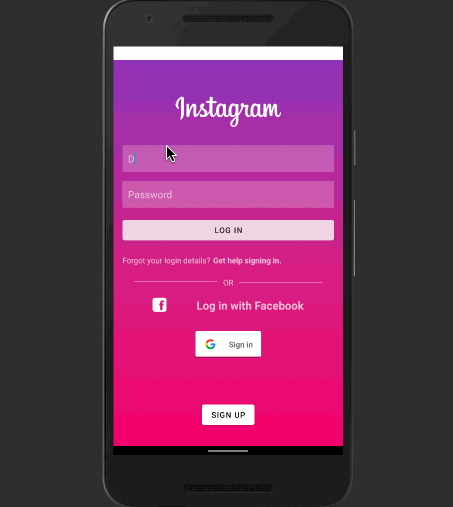 Instagram
D
Password
LOG IN
Forgot your login details? Get help signing in.
OR
f Log in with Facebook
G Sign in
SIGN UP